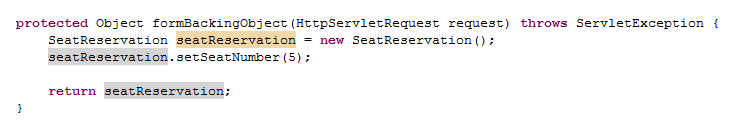 protected Object formBackingObject(HttpServletRequest request) throws ServletException {
    SeatReservation seatReservation = new SeatReservation();
    seatReservation.setSeatNumber(5);

    return seatReservation;
}